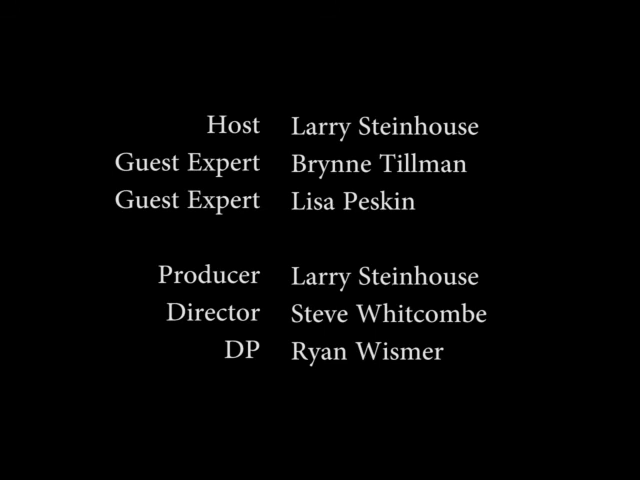 Host Larry Steinhouse
Guest Expert Brynne Tillman
Guest Expert Lisa Peskin
Producer Larry Steinhouse
Director Steve Whitcombe
DP Ryan Wismer